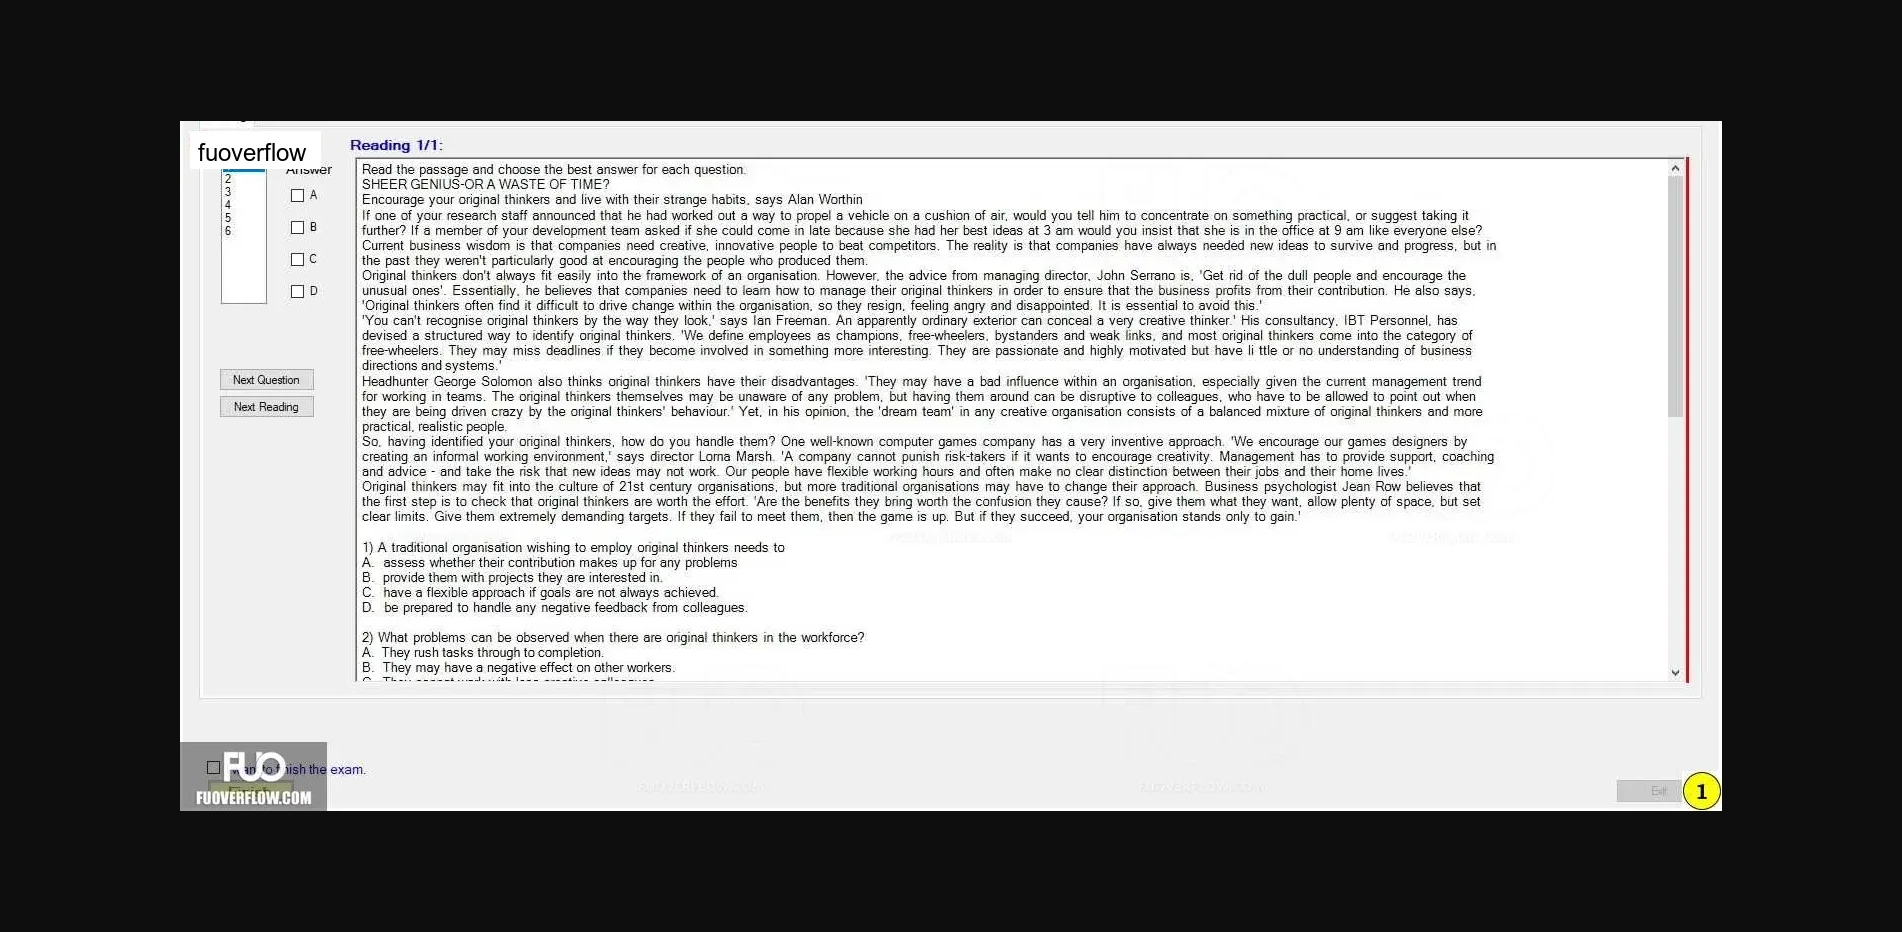 fuoverflow
Reading 1/1:
Answer
2
3
4
5
6
A
B
C
D
Next Question
Next Reading
Read the passage and choose the best answer for each question.
SHEER GENIUS-OR A WASTE OF TIME?
Encourage your original thinkers and live with their strange habits, says Alan Worthin
If one of your research staff announced that he had worked out a way to propel a vehicle on a cushion of air, would you tell him to concentrate on something practical, or suggest taking it
further? If a member of your development team asked if she could come in late because she had her best ideas at 3 am would you insist that she is in the office at 9 am like everyone else?
Current business wisdom is that companies need creative, innovative people to beat competitors. The reality is that companies have always needed new ideas to survive and progress, but in
the past they weren't particularly good at encouraging the people who produced them.
Original thinkers don't always fit easily into the framework of an organisation. However, the advice from managing director, John Serrano is, 'Get rid of the dull people and encourage the
unusual ones'. Essentially, he believes that companies need to learn how to manage their original thinkers in order to ensure that the business profits from their contribution. He also says,
'Original thinkers often find it difficult to drive change within the organisation, so they resign, feeling angry and disappointed. It is essential to avoid this.'
'You can't recognise original thinkers by the way they look,' says Ian Freeman. An apparently ordinary exterior can conceal a very creative thinker.' His consultancy, IBT Personnel, has
devised a structured way to identify original thinkers. 'We define employees as champions, free-wheelers, bystanders and weak links, and most original thinkers come into the category of
free-wheelers. They may miss deadlines if they become involved in something more interesting. They are passionate and highly motivated but have li ttle or no understanding of business
directions and systems.'
Headhunter George Solomon also thinks original thinkers have their disadvantages. 'They may have a bad influence within an organisation, especially given the current management trend
for working in teams. The original thinkers themselves may be unaware of any problem, but having them around can be disruptive to colleagues, who have to be allowed to point out when
they are being driven crazy by the original thinkers' behaviour.' Yet, in his opinion, the 'dream team' in any creative organisation consists of a balanced mixture of original thinkers and more
practical, realistic people.
So, having identified your original thinkers, how do you handle them? One well-known computer games company has a very inventive approach. 'We encourage our games designers by
creating an informal working environment,' says director Lorna Marsh. 'A company cannot punish risk-takers if it wants to encourage creativity. Management has to provide support, coaching
and advice - and take the risk that new ideas may not work. Our people have flexible working hours and often make no clear distinction between their jobs and their home lives.'
Original thinkers may fit into the culture of 21st century organisations, but more traditional organisations may have to change their approach. Business psychologist Jean Row believes that
the first step is to check that original thinkers are worth the effort. 'Are the benefits they bring worth the confusion they cause? If so, give them what they want, allow plenty of space, but set
clear limits. Give them extremely demanding targets. If they fail to meet them, then the game is up. But if they succeed, your organisation stands only to gain.'
1) A traditional organisation wishing to employ original thinkers needs to
A. assess whether their contribution makes up for any problems
B. provide them with projects they are interested in.
C. have a flexible approach if goals are not always achieved.
D. be prepared to handle any negative feedback from colleagues.
2) What problems can be observed when there are original thinkers in the workforce?
A. They rush tasks through to completion.
B. They may have a negative effect on other workers.
FUO
FUOVERFLOW.COM
want to finish the exam.
Exit
1